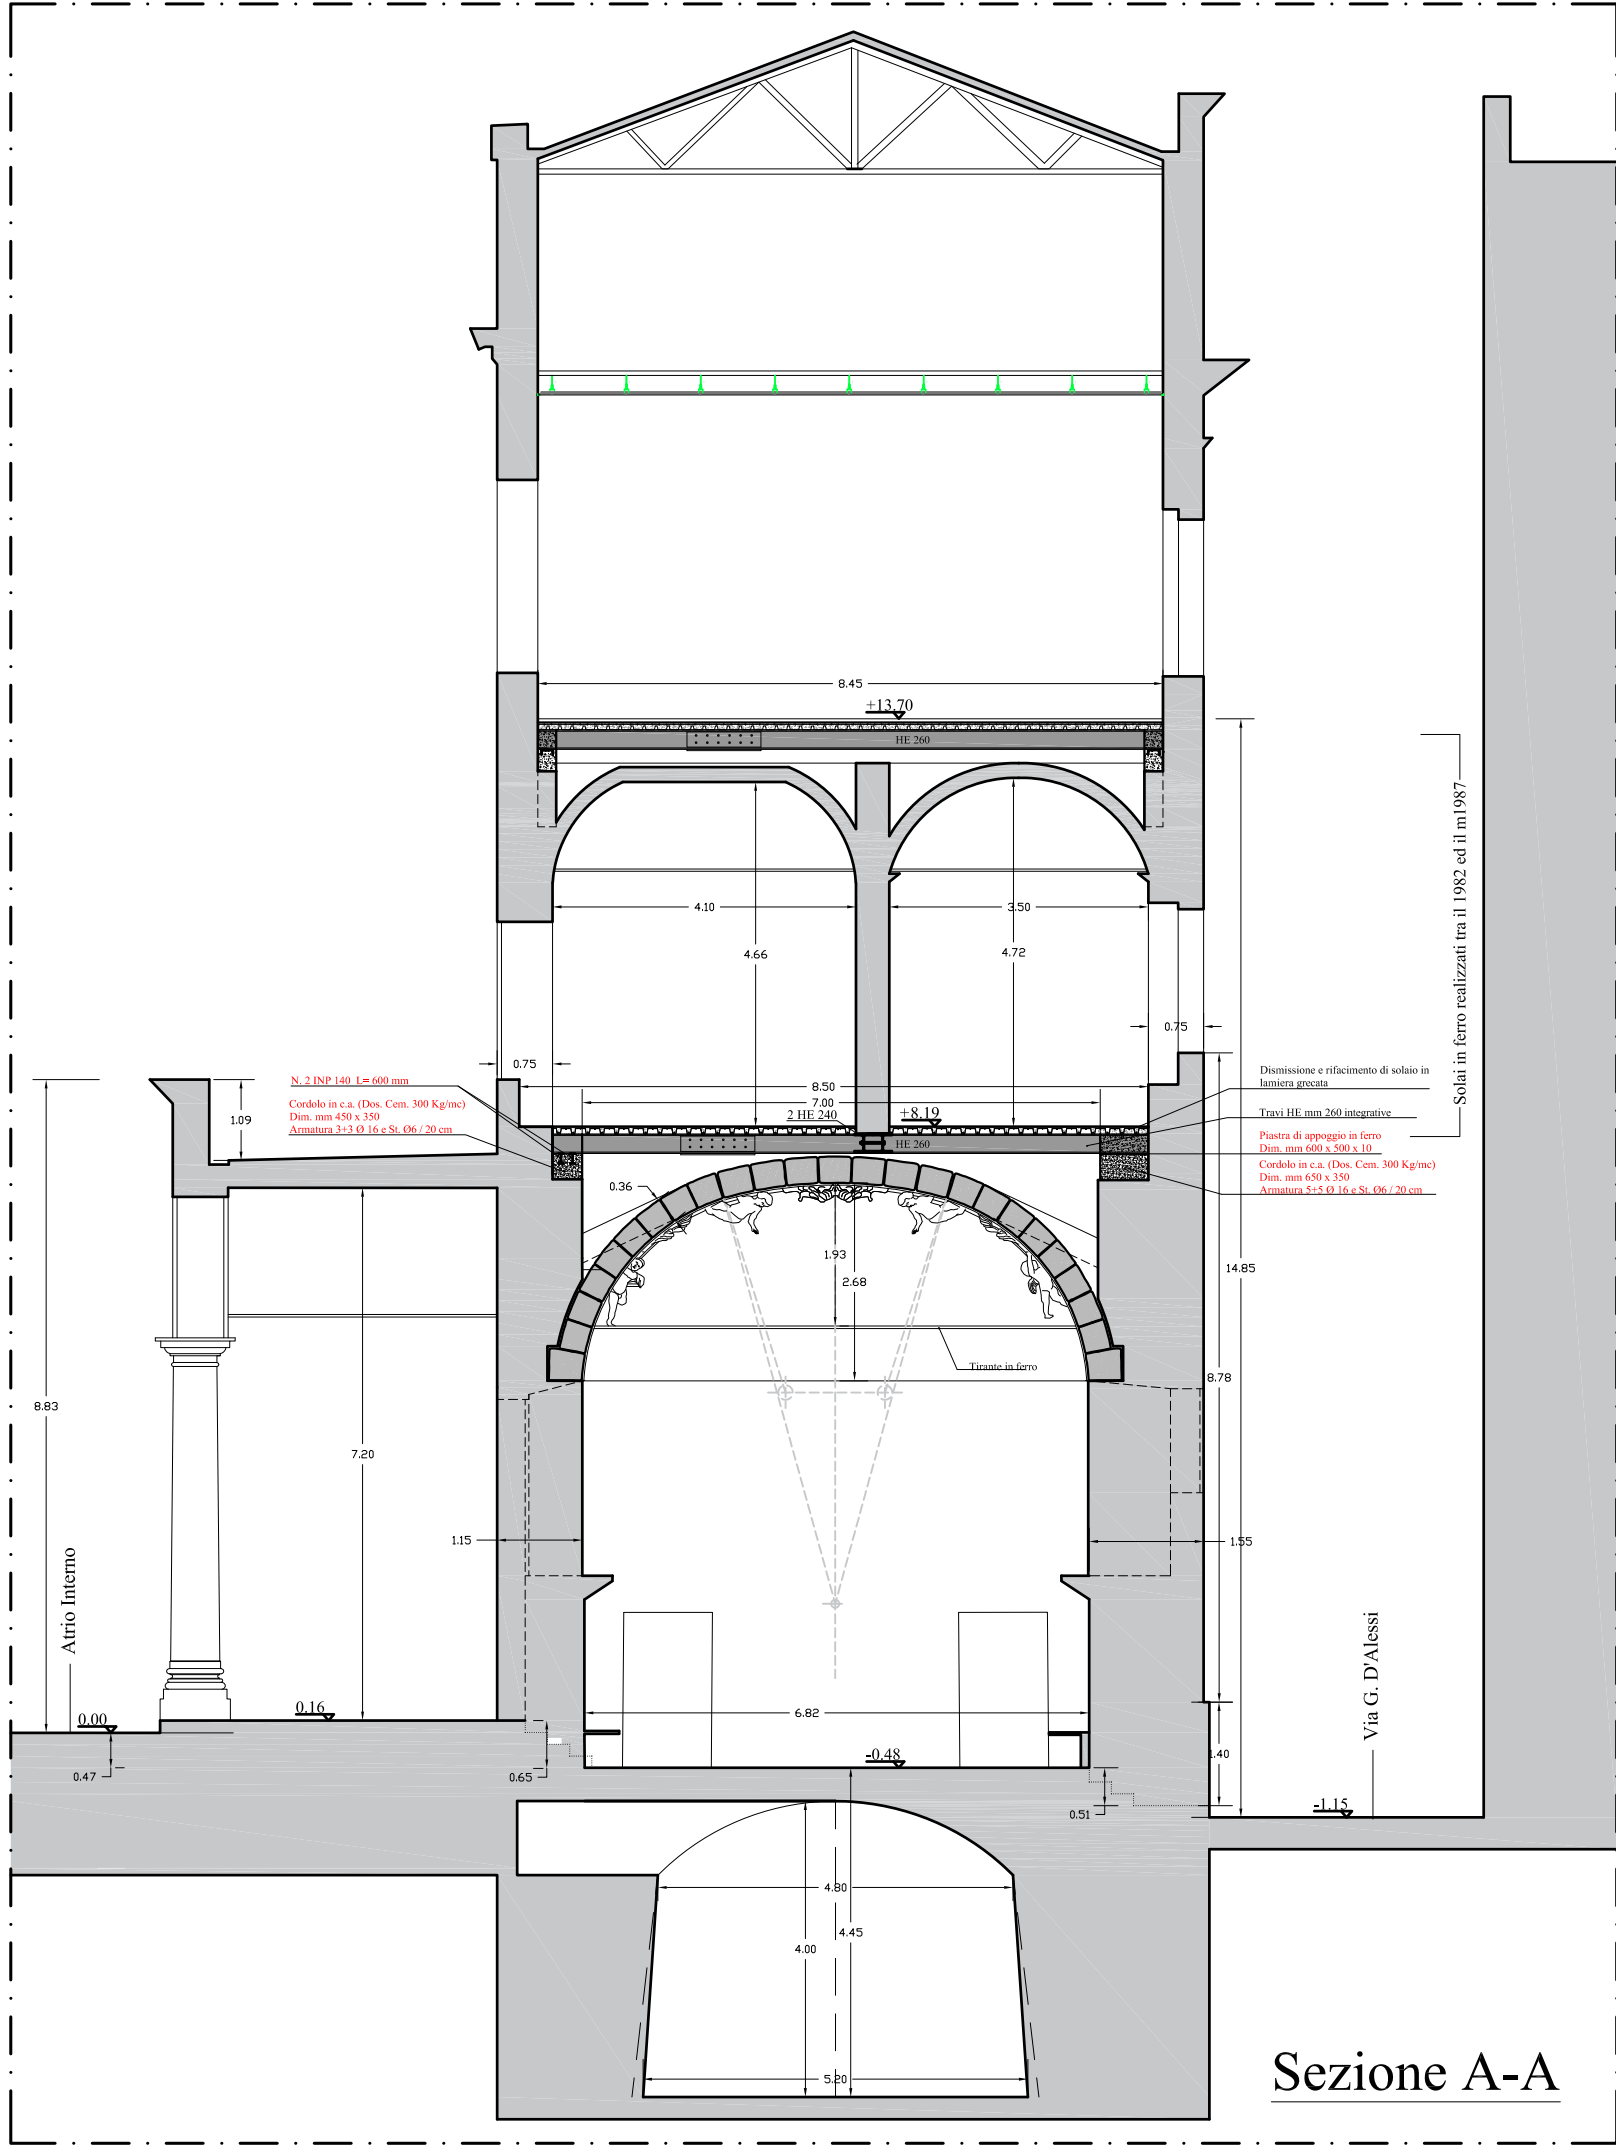 8.45
+13.70
HE 260
4.10
3.50
4.66
4.72
Solai in ferro realizzati tra il 1982 ed il m1987
0.75
0.75
N. 2 INP 140  L= 600 mm
Cordolo in c.a. (Dos. Cem. 300 Kg/mc)
Dim. mm 450 x 350
Armatura 3+3 Ø 16 e St. Ø6 / 20 cm
1.09
8.50
7.00
2 HE 240
+8.19
HE 260
Dismissione e rifacimento di solaio in
lamiera grecata
Travi HE mm 260 integrative
Piastra di appoggio in ferro
Dim. mm 600 x 500 x 10
Cordolo in c.a. (Dos. Cem. 300 Kg/mc)
Dim. mm 650 x 350
Armatura 5+5 Ø 16 e St. Ø6 / 20 cm
0.36
1.93
2.68
14.85
Tirante in ferro
8.78
8.83
7.20
1.15
1.55
Atrio Interno
Via G. D'Alessi
0.00
0.16
6.82
-0.48
0.47
0.65
1.40
0.51
-1.15
4.80
4.45
4.00
5.20
Sezione A-A